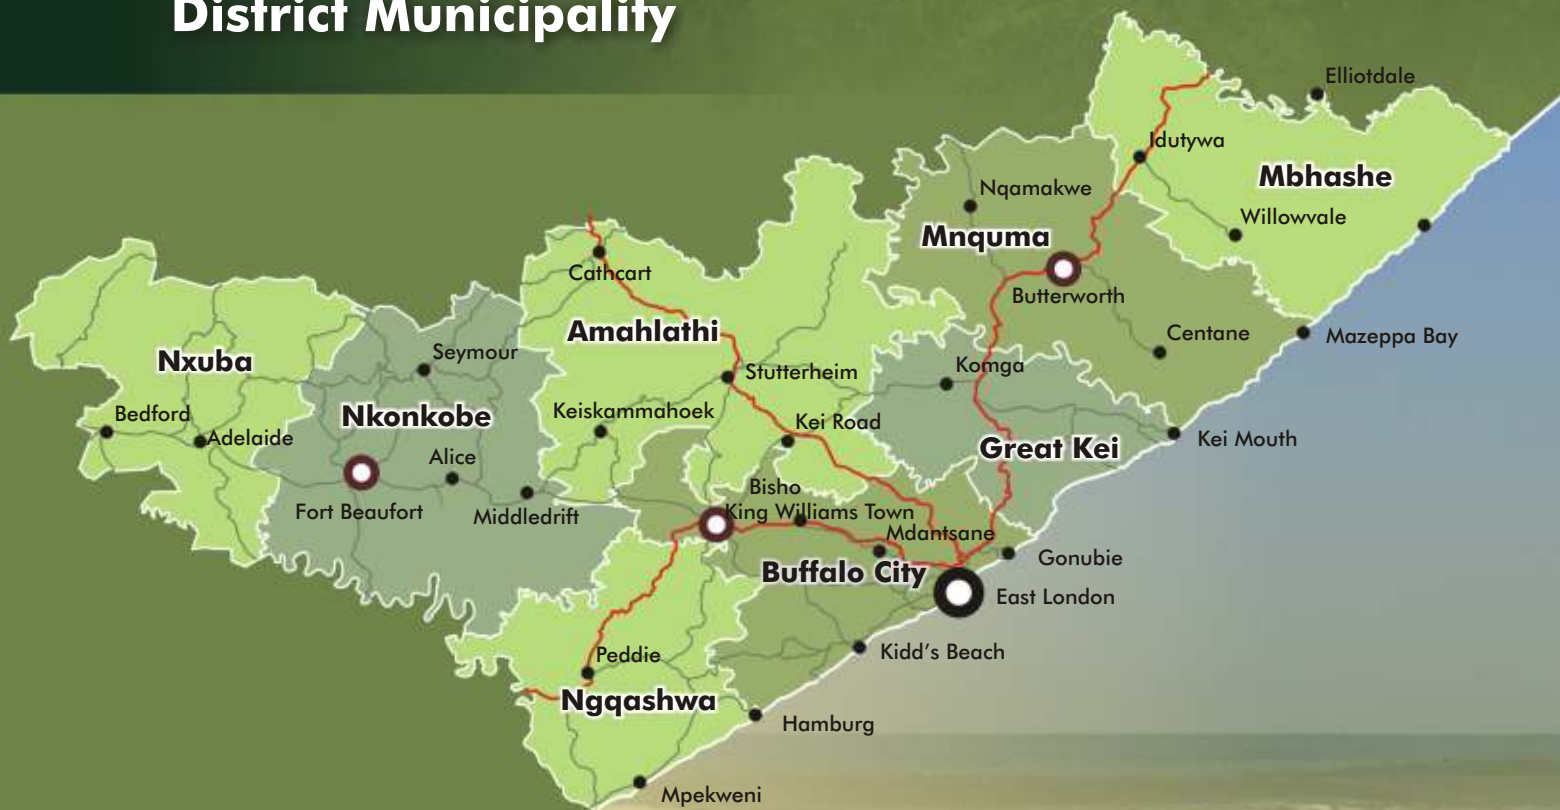 District Municipality
Elliotdale
Idutywa
Mbhashe
Nqamakwe
Willowvale
Mnquma
Cathcart
Butterworth
Amahlathi
Centane
Mazeppa Bay
Seymour
Nxuba
Komga
Stutterheim
Bedford
Nkonkobe
Keiskammahoek
Kei Road
Adelaide
Kei Mouth
Great Kei
Alice
Bisho
Fort Beaufort
Middledrift
King Williams Town
Mdantsane
Gonubie
Buffalo City
East London
Peddie
Kidd's Beach
Ngqashwa
Hamburg
Mpekweni